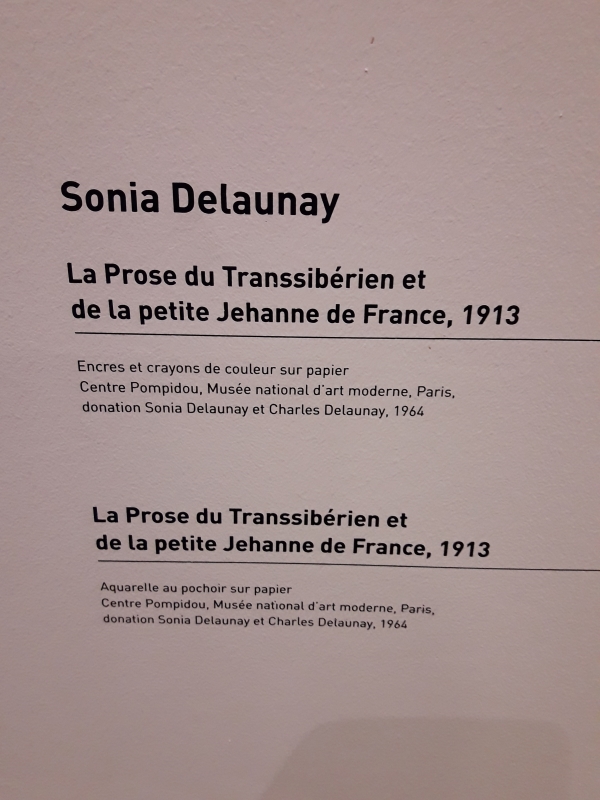 Sonia Delaunay
La Prose du Transsibérien et
de la petite Jehanne de France, 1913
Encres et crayons de couleur sur papier
Centre Pompidou, Musée national d'art moderne, Paris,
donation Sonia Delaunay et Charles Delaunay, 1964
La Prose du Transsibérien et
de la petite Jehanne de France, 1913
Aquarelle au pochoir sur papier
Centre Pompidou, Musée national d'art moderne, Paris,
donation Sonia Delaunay et Charles Delaunay, 1964